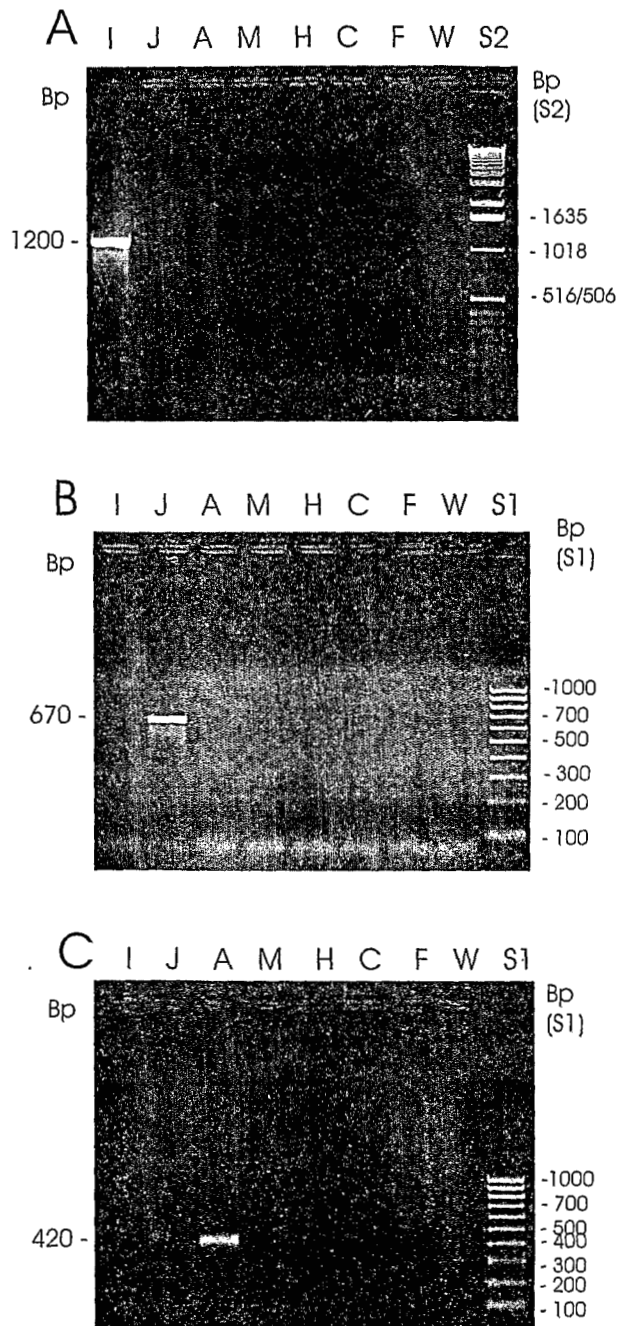 A I J A M H C F W S2
Bp
Bp
(S2)
1200 -
- 1635
- 1018
- 516/506
B I J A M H C F W S1
Bp
Bp
(S1)
670 -
-1000
- 700
- 500
- 300
- 200
- 100
C I J A M H C F W S1
Bp
Bp
(S1)
420 -
-1000
- 700
- 500
- 400
- 300
- 200
- 100